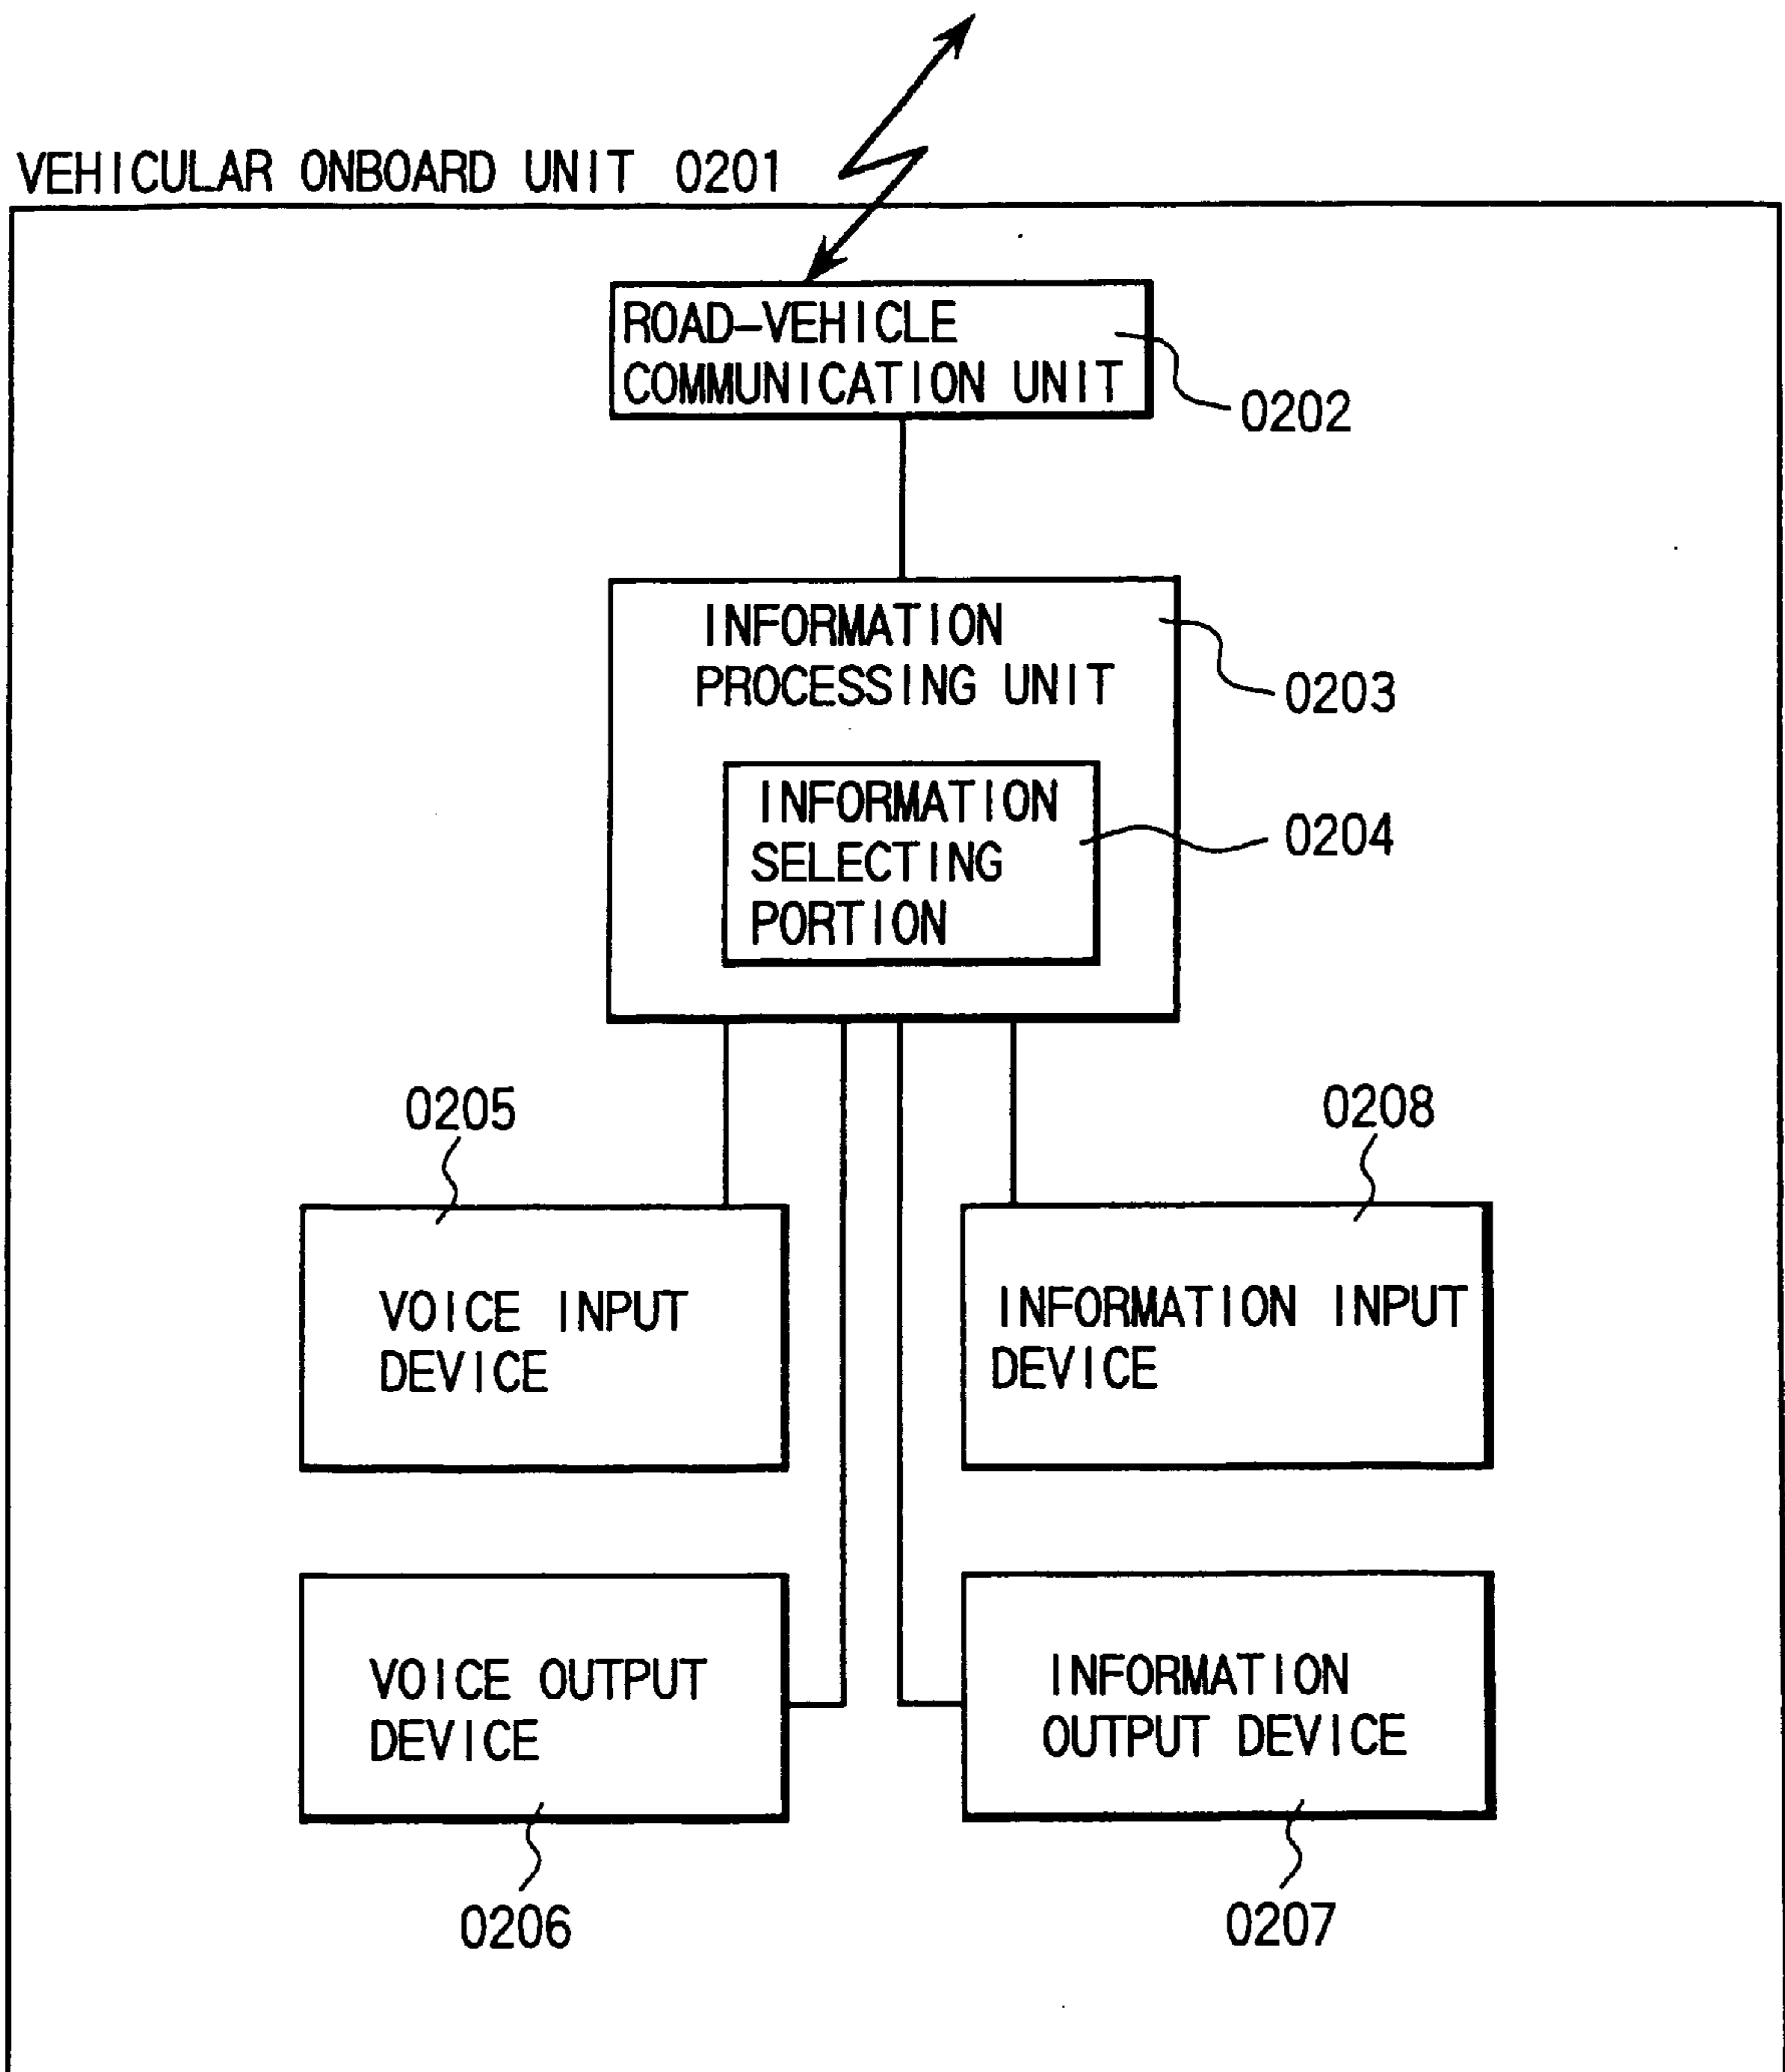 VEHICULAR ONBOARD UNIT 0201
ROAD-VEHICLE
COMMUNICATION UNIT
0202
INFORMATION
PROCESSING UNIT
0203
INFORMATION
SELECTING
PORTION
0204
0205
0208
VOICE INPUT
DEVICE
INFORMATION INPUT
DEVICE
VOICE OUTPUT
DEVICE
INFORMATION
OUTPUT DEVICE
0206
0207